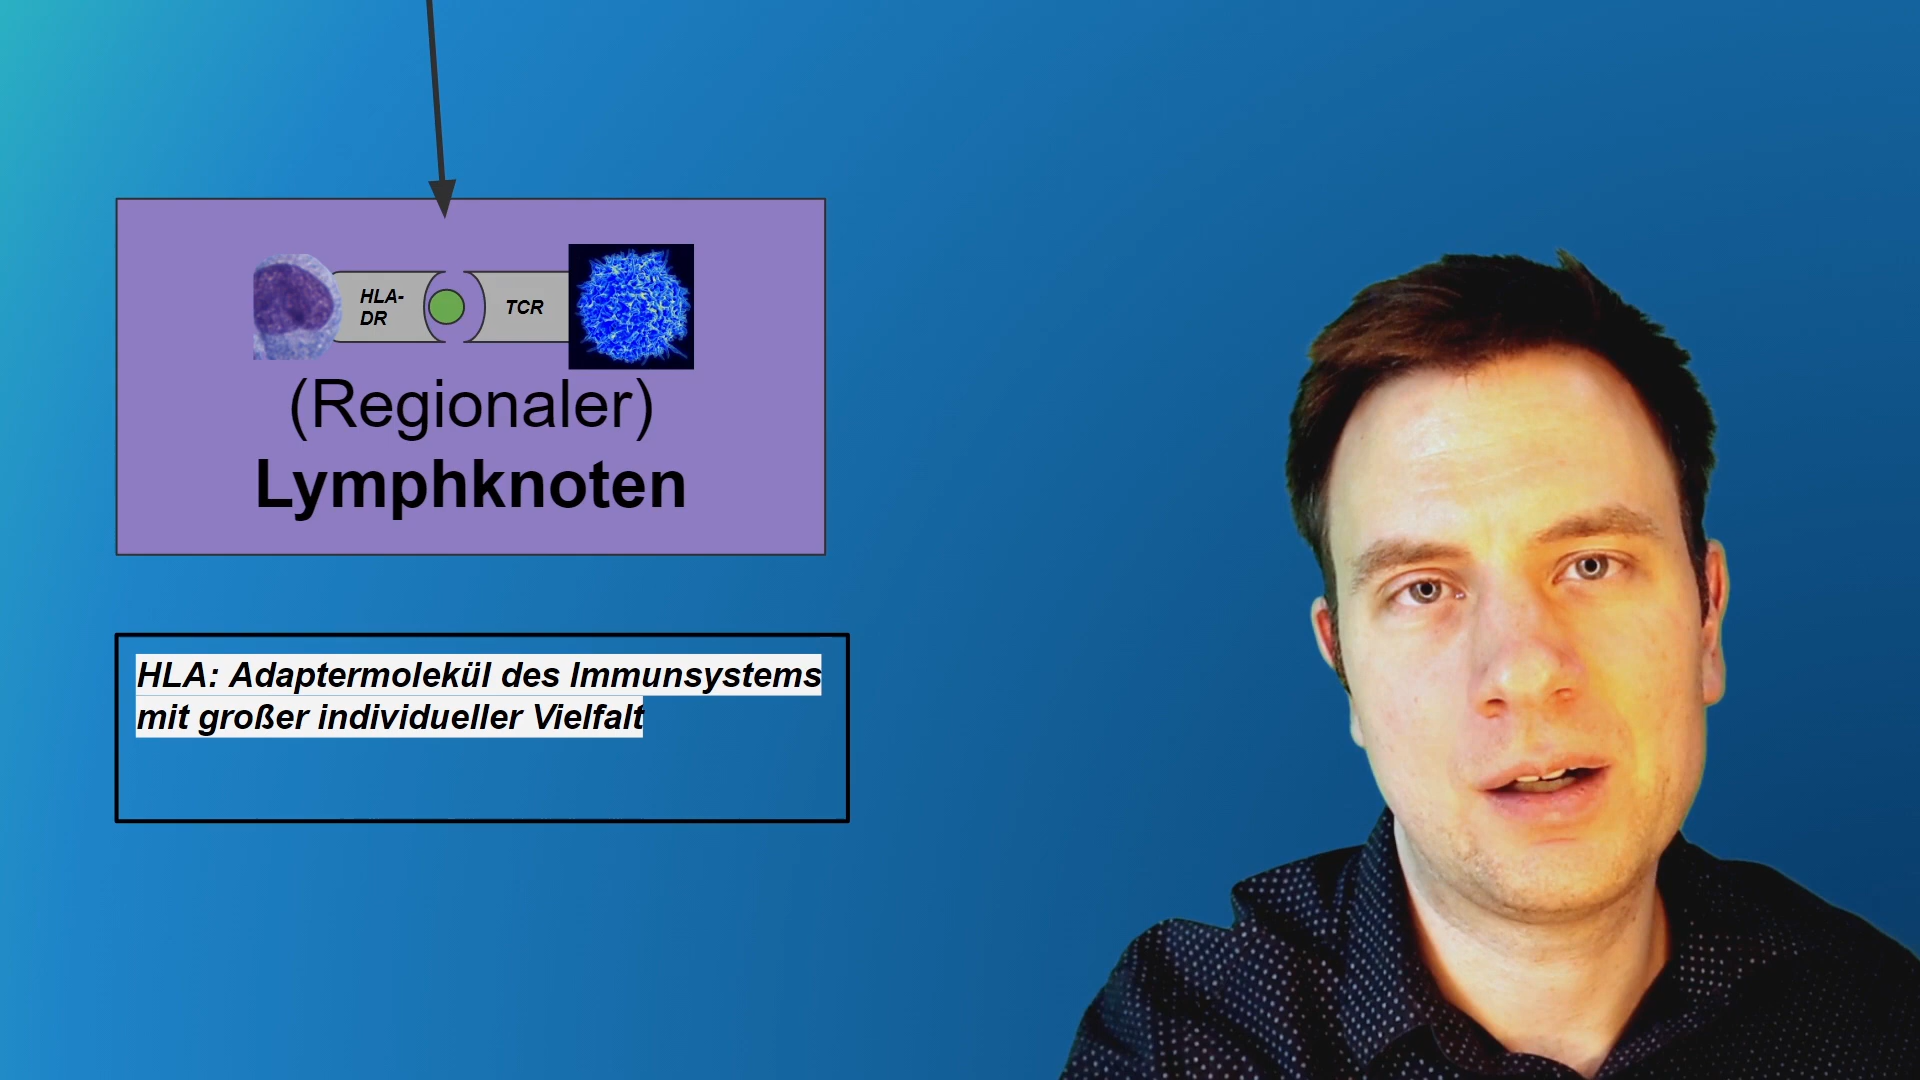 HLA-
DR
TCR
(Regionaler)
Lymphknoten
HLA: Adaptermolekül des Immunsystems
mit großer individueller Vielfalt